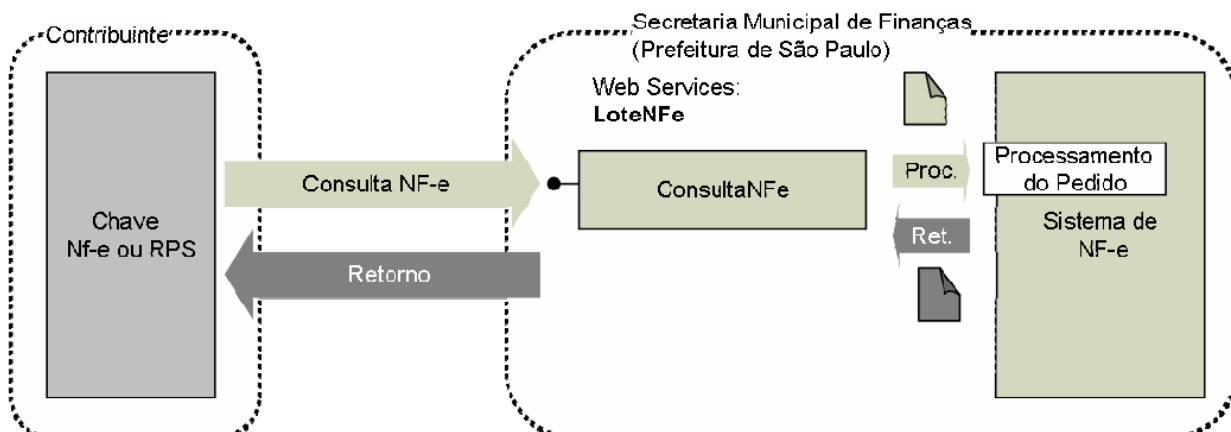 Contribuinte
Secretaria Municipal de Finanças
(Prefeitura de São Paulo)
Web Services:
LoteNFe
Chave
Nf-e ou RPS
Consulta NF-e
Retorno
ConsultaNFe
Proc.
Ret.
Processamento
do Pedido
Sistema de
NF-e